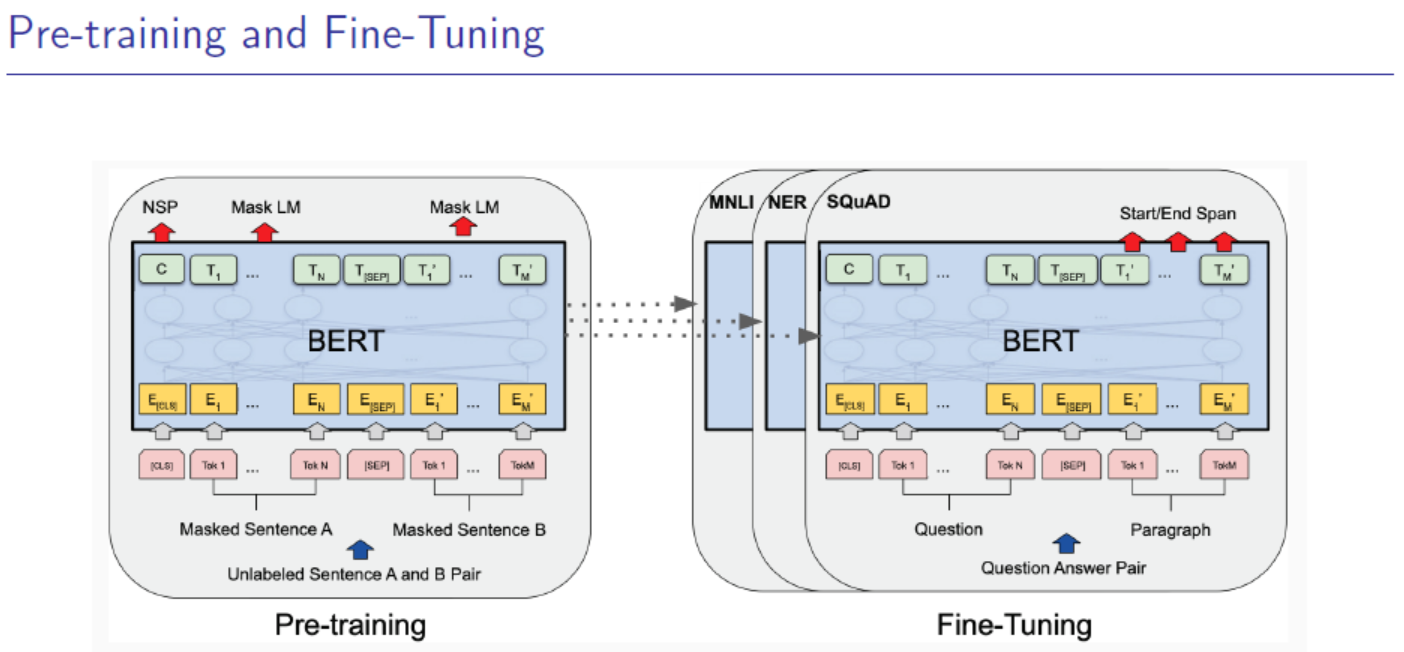 Pre-training and Fine-Tuning
NSP Mask LM Mask LM
C T1 ... TN T[SEP] T1' ... TM'
BERT
E[CLS] E1 ... EN E[SEP] E1' ... EM'
[CLS] Tok 1 ... Tok N [SEP] Tok 1 ... TokM
Masked Sentence A Masked Sentence B
Unlabeled Sentence A and B Pair
Pre-training
MNLI NER SQuAD
Start/End Span
C T1 ... TN T[SEP] T1' ... TM'
BERT
E[CLS] E1 ... EN E[SEP] E1' ... EM'
[CLS] Tok 1 ... Tok N [SEP] Tok 1 ... TokM
Question Paragraph
Question Answer Pair
Fine-Tuning